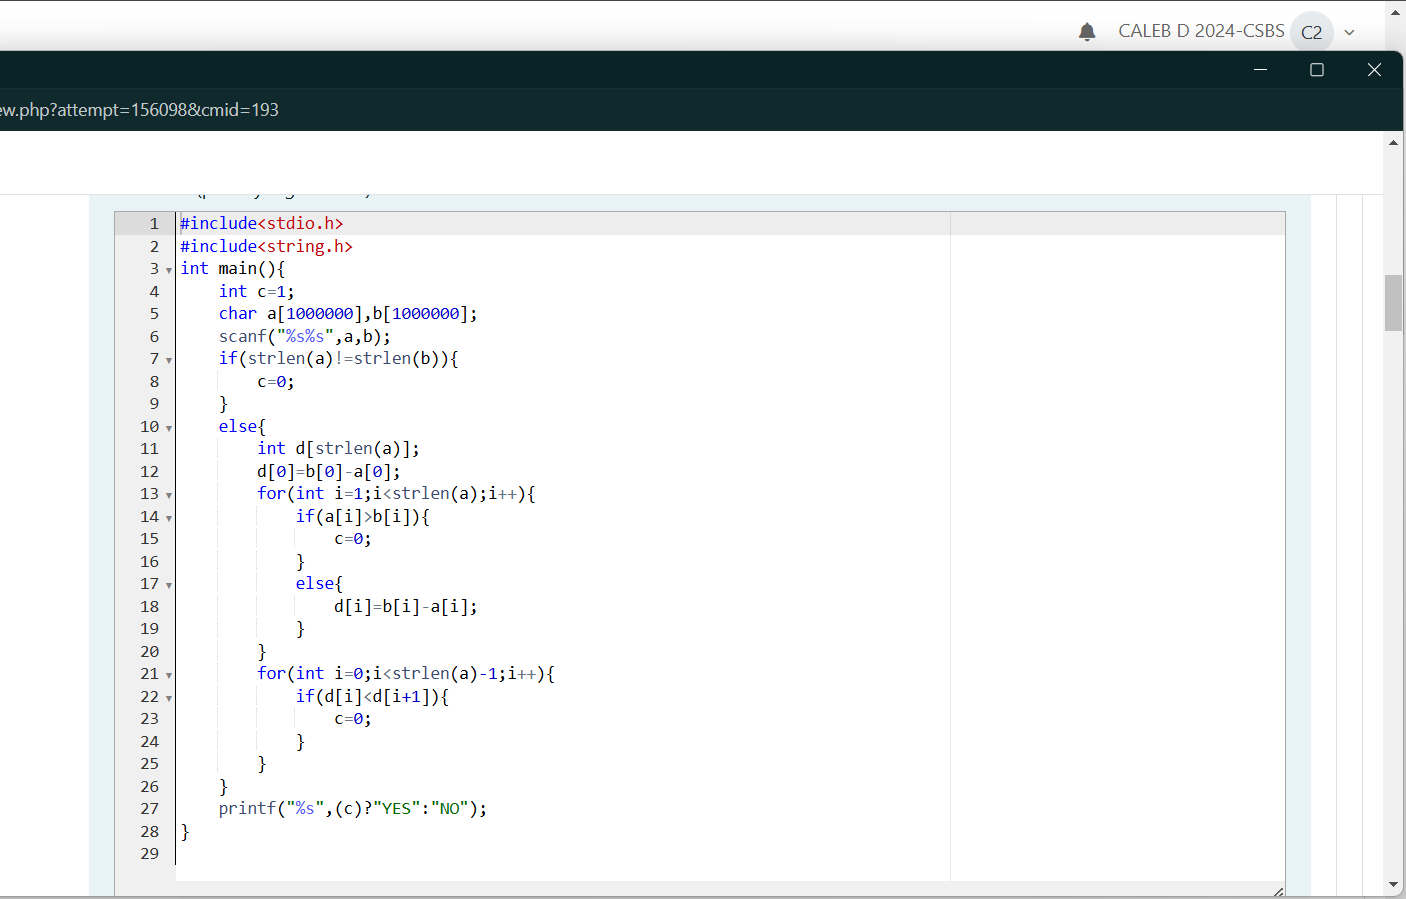 CALEB D 2024-CSBS C2
ew.php?attempt=156098&cmid=193
1 #include<stdio.h>
2 #include<string.h>
3 int main(){
4     int c=1;
5     char a[1000000],b[1000000];
6     scanf("%s%s",a,b);
7     if(strlen(a)!=strlen(b)){
8         c=0;
9     }
10     else{
11         int d[strlen(a)];
12         d[0]=b[0]-a[0];
13         for(int i=1;i<strlen(a);i++){
14             if(a[i]>b[i]){
15                 c=0;
16             }
17             else{
18                 d[i]=b[i]-a[i];
19             }
20         }
21         for(int i=0;i<strlen(a)-1;i++){
22             if(d[i]<d[i+1]){
23                 c=0;
24             }
25         }
26     }
27     printf("%s",(c)?"YES":"NO");
28 }
29